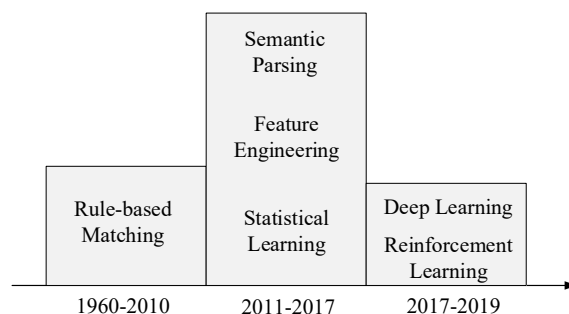 Rule-based
Matching
Semantic
Parsing
Feature
Engineering
Statistical
Learning
Deep Learning
Reinforcement
Learning
1960-2010
2011-2017
2017-2019